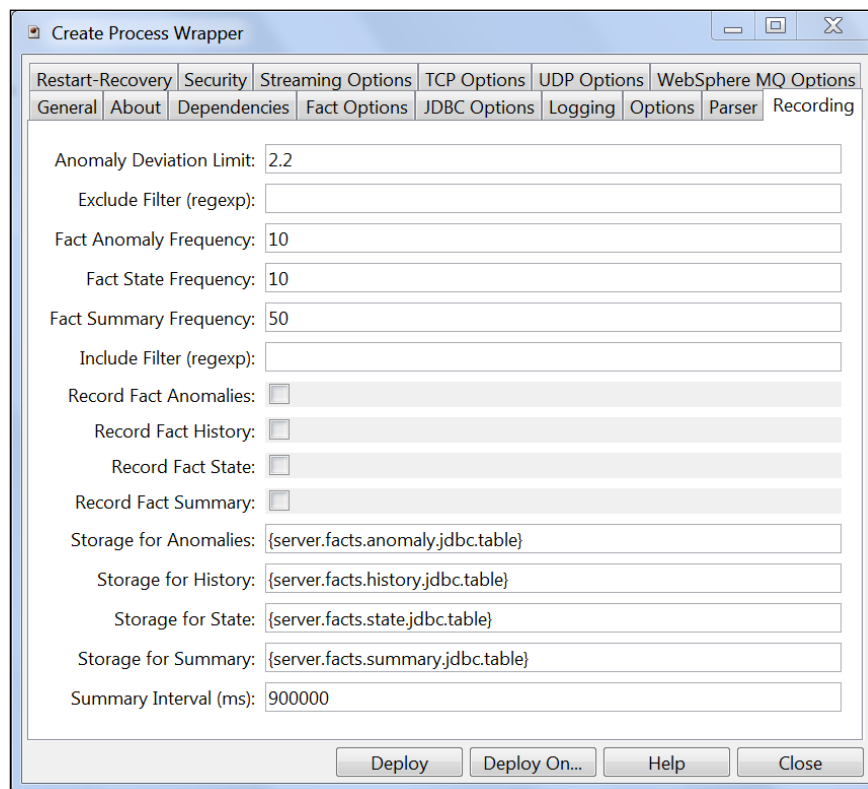 Create Process Wrapper
Restart-Recovery Security Streaming Options TCP Options UDP Options WebSphere MQ Options
General About Dependencies Fact Options JDBC Options Logging Options Parser Recording
Anomaly Deviation Limit: 2.2
Exclude Filter (regexp):
Fact Anomaly Frequency: 10
Fact State Frequency: 10
Fact Summary Frequency: 50
Include Filter (regexp):
Record Fact Anomalies:
Record Fact History:
Record Fact State:
Record Fact Summary:
Storage for Anomalies: {server.facts.anomaly.jdbc.table}
Storage for History: {server.facts.history.jdbc.table}
Storage for State: {server.facts.state.jdbc.table}
Storage for Summary: {server.facts.summary.jdbc.table}
Summary Interval (ms): 900000
Deploy Deploy On... Help Close